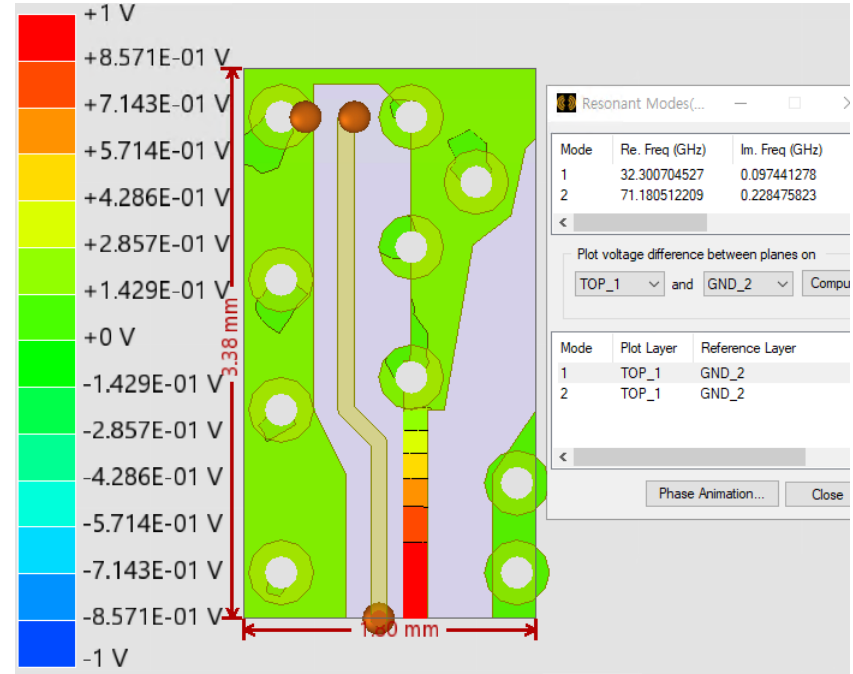 +1 V
+8.571E-01 V
+7.143E-01 V
+5.714E-01 V
+4.286E-01 V
+2.857E-01 V
+1.429E-01 V
+0 V
-1.429E-01 V
-2.857E-01 V
-4.286E-01 V
-5.714E-01 V
-7.143E-01 V
-8.571E-01 V
-1 V
3.38 mm
1.80 mm
Resonant Modes(...
Mode Re. Freq (GHz) Im. Freq (GHz)
1 32.300704527 0.097441278
2 71.180512209 0.228475823
Plot voltage difference between planes on
TOP_1 and GND_2 Compu
Mode Plot Layer Reference Layer
1 TOP_1 GND_2
2 TOP_1 GND_2
Phase Animation... Close